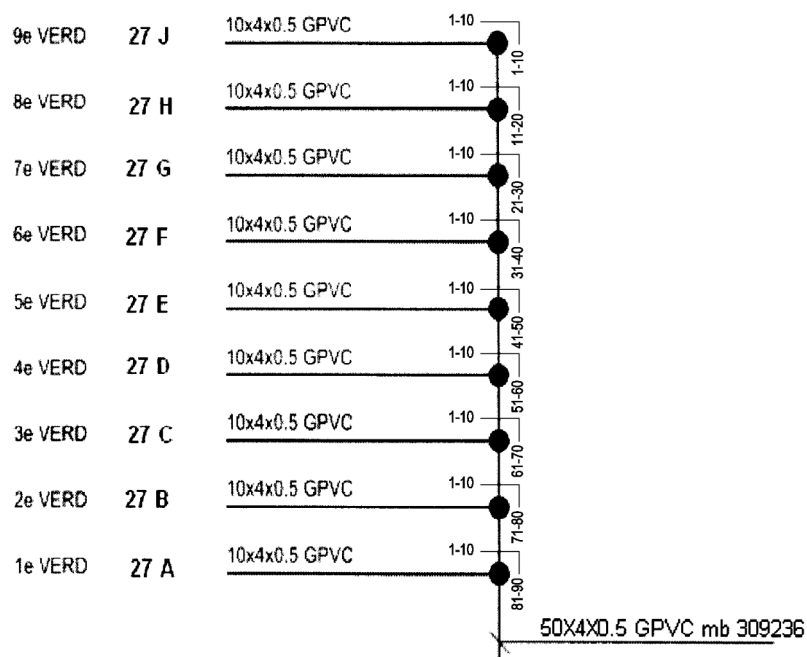 9e VERD 27 J 10x4x0.5 GPVC 1-10
1-10
8e VERD 27 H 10x4x0.5 GPVC 1-10
11-20
7e VERD 27 G 10x4x0.5 GPVC 1-10
21-30
6e VERD 27 F 10x4x0.5 GPVC 1-10
31-40
5e VERD 27 E 10x4x0.5 GPVC 1-10
41-50
4e VERD 27 D 10x4x0.5 GPVC 1-10
51-60
3e VERD 27 C 10x4x0.5 GPVC 1-10
61-70
2e VERD 27 B 10x4x0.5 GPVC 1-10
71-80
1e VERD 27 A 10x4x0.5 GPVC 1-10
81-90
50X4X0.5 GPVC mb 309236